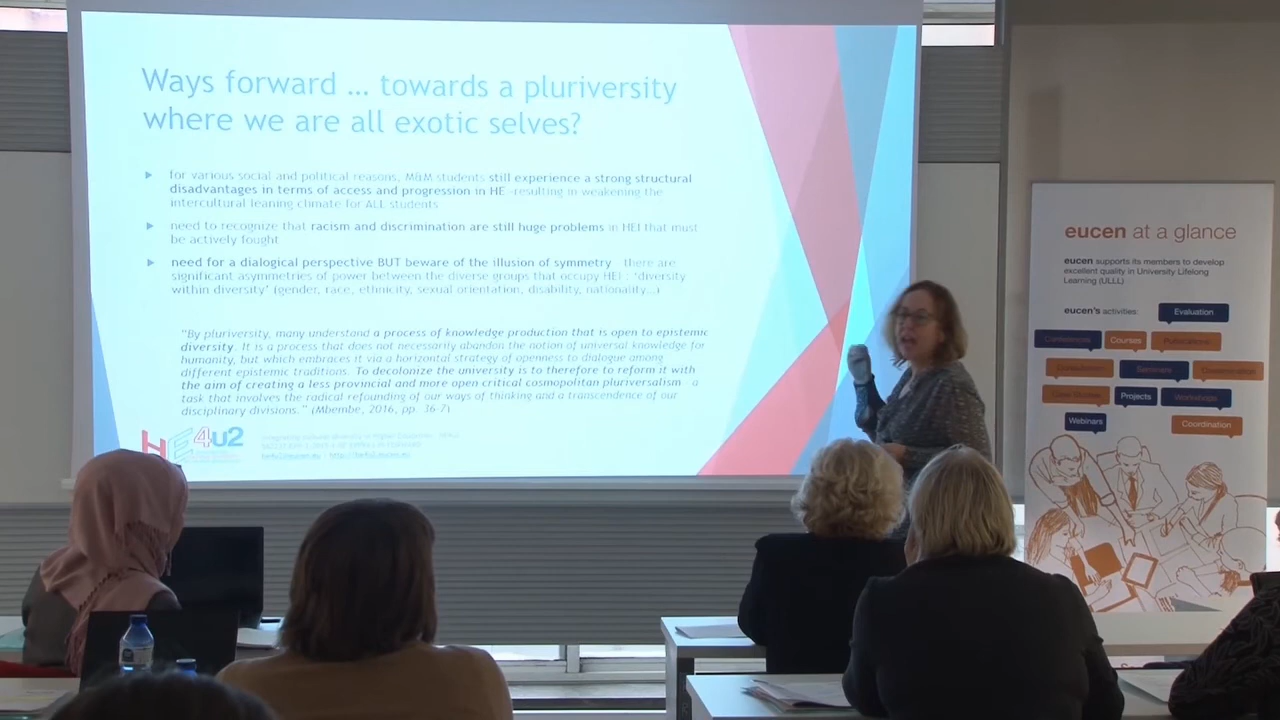 Ways forward … towards a pluriversity
where we are all exotic selves?
for various social and political reasons, M&M students still experience a strong structural
disadvantages in terms of access and progression in HE -resulting in weakening the
intercultural leaning climate for ALL students
need to recognize that racism and discrimination are still huge problems in HEI that must
be actively fought
need for a dialogical perspective BUT beware of the illusion of symmetry - there are
significant asymmetries of power between the diverse groups that occupy HEI : 'diversity
within diversity' (gender, race, ethnicity, sexual orientation, disability, nationality…)
"By pluriversity, many understand a process of knowledge production that is open to epistemic
diversity. It is a process that does not necessarily abandon the notion of universal knowledge for
humanity, but which embraces it via a horizontal strategy of openness to dialogue among
different epistemic traditions. To decolonize the university is to therefore to reform it with
the aim of creating a less provincial and more open critical cosmopolitan pluriversalism - a
task that involves the radical refounding of our ways of thinking and a transcendence of our
disciplinary divisions." (Mbembe, 2016, pp. 36-7)
HE4u2
eucen at a glance
eucen supports its members to develop
excellent quality in University Lifelong
Learning (ULLL)
eucen's activities:
Evaluation
Conferences
Courses
Publications
Consultation
Seminars
Dissemination
Case Studies
Projects
Workshops
Webinars
Coordination